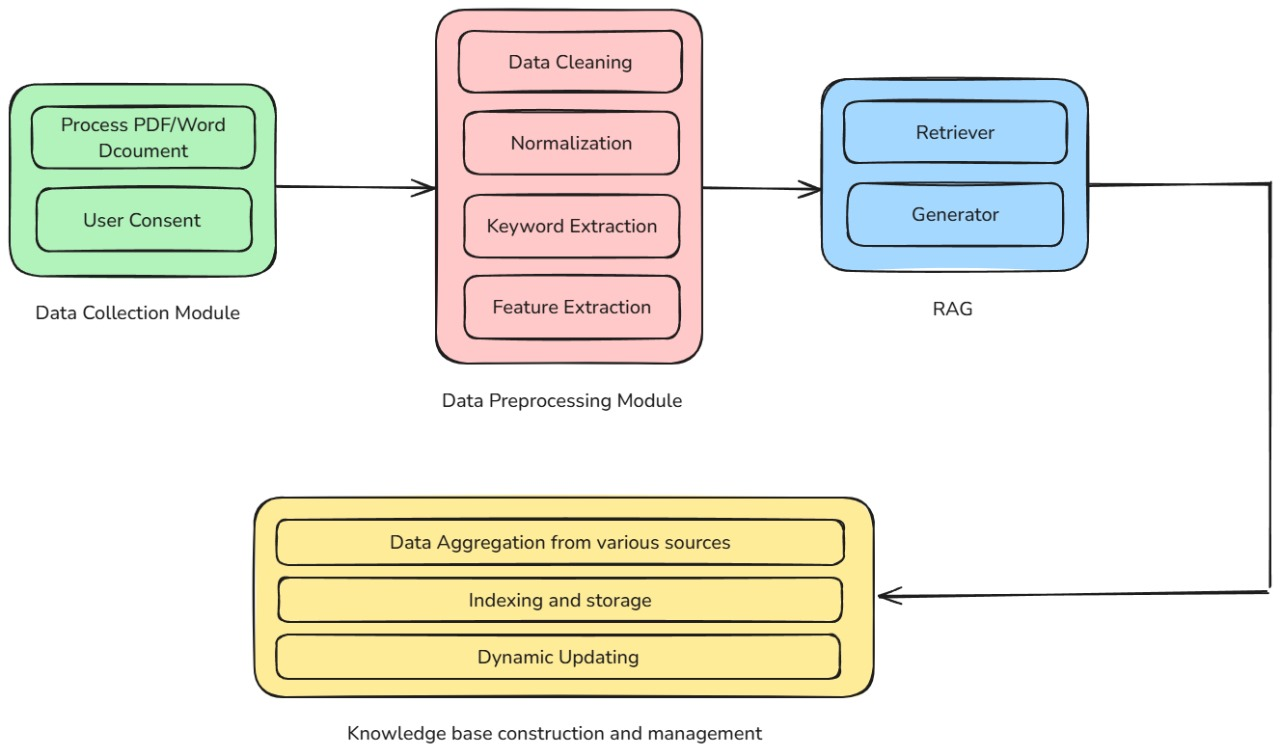 Process PDF/Word
Dcoument
User Consent
Data Collection Module
Data Cleaning
Normalization
Keyword Extraction
Feature Extraction
Data Preprocessing Module
Retriever
Generator
RAG
Data Aggregation from various sources
Indexing and storage
Dynamic Updating
Knowledge base construction and management